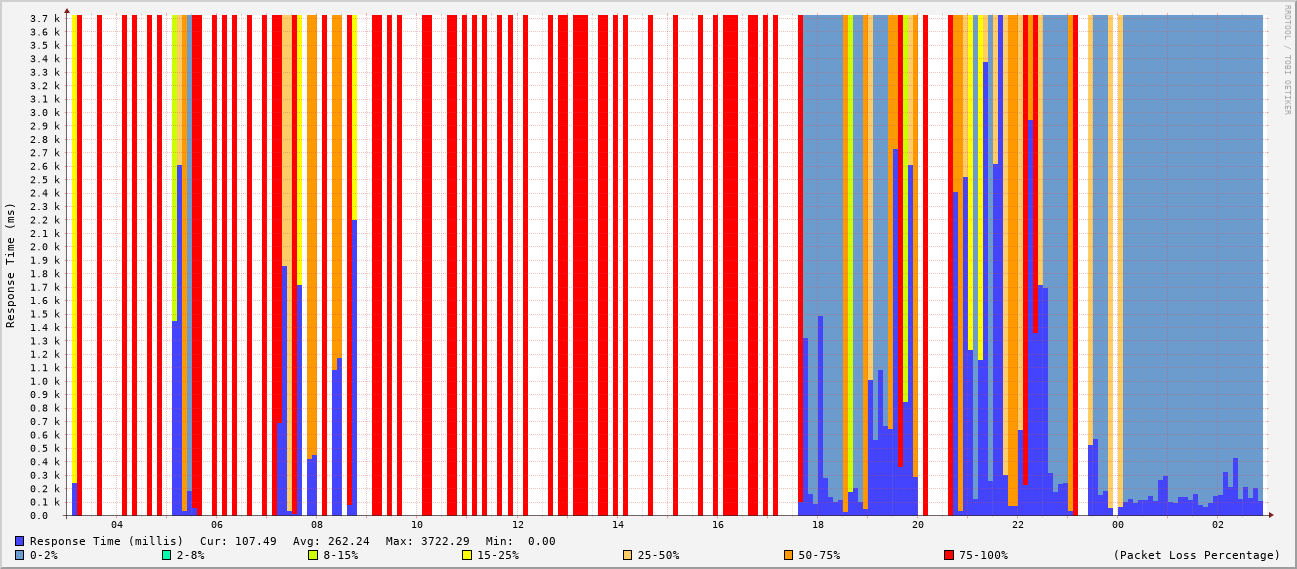 3.7 k
3.6 k
3.5 k
3.4 k
3.3 k
3.2 k
3.1 k
3.0 k
2.9 k
2.8 k
2.7 k
2.6 k
2.5 k
2.4 k
2.3 k
2.2 k
2.1 k
2.0 k
1.9 k
1.8 k
1.7 k
1.6 k
1.5 k
1.4 k
1.3 k
1.2 k
1.1 k
1.0 k
0.9 k
0.8 k
0.7 k
0.6 k
0.5 k
0.4 k
0.3 k
0.2 k
0.1 k
0.0
Response Time (ms)
RRDTOOL / TOBI OETIKER
04 06 08 10 12 14 16 18 20 22 00 02
Response Time (millis) Cur: 107.49 Avg: 262.24 Max: 3722.29 Min: 0.00
0-2% 2-8% 8-15% 15-25% 25-50% 50-75% 75-100% (Packet Loss Percentage)